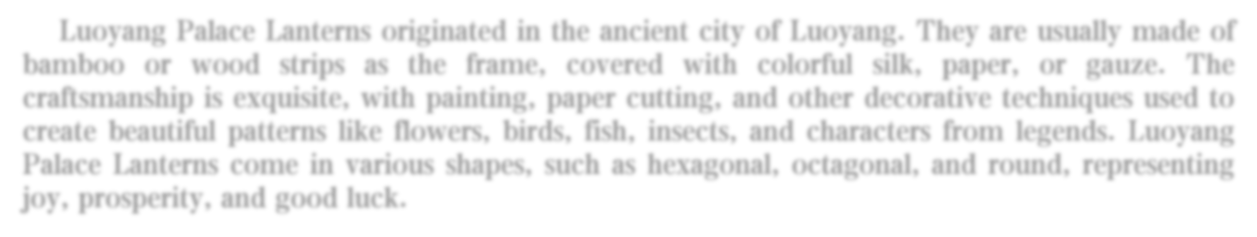 Luoyang Palace Lanterns originated in the ancient city of Luoyang. They are usually made of
bamboo or wood strips as the frame, covered with colorful silk, paper, or gauze. The
craftsmanship is exquisite, with painting, paper cutting, and other decorative techniques used to
create beautiful patterns like flowers, birds, fish, insects, and characters from legends. Luoyang
Palace Lanterns come in various shapes, such as hexagonal, octagonal, and round, representing
joy, prosperity, and good luck.